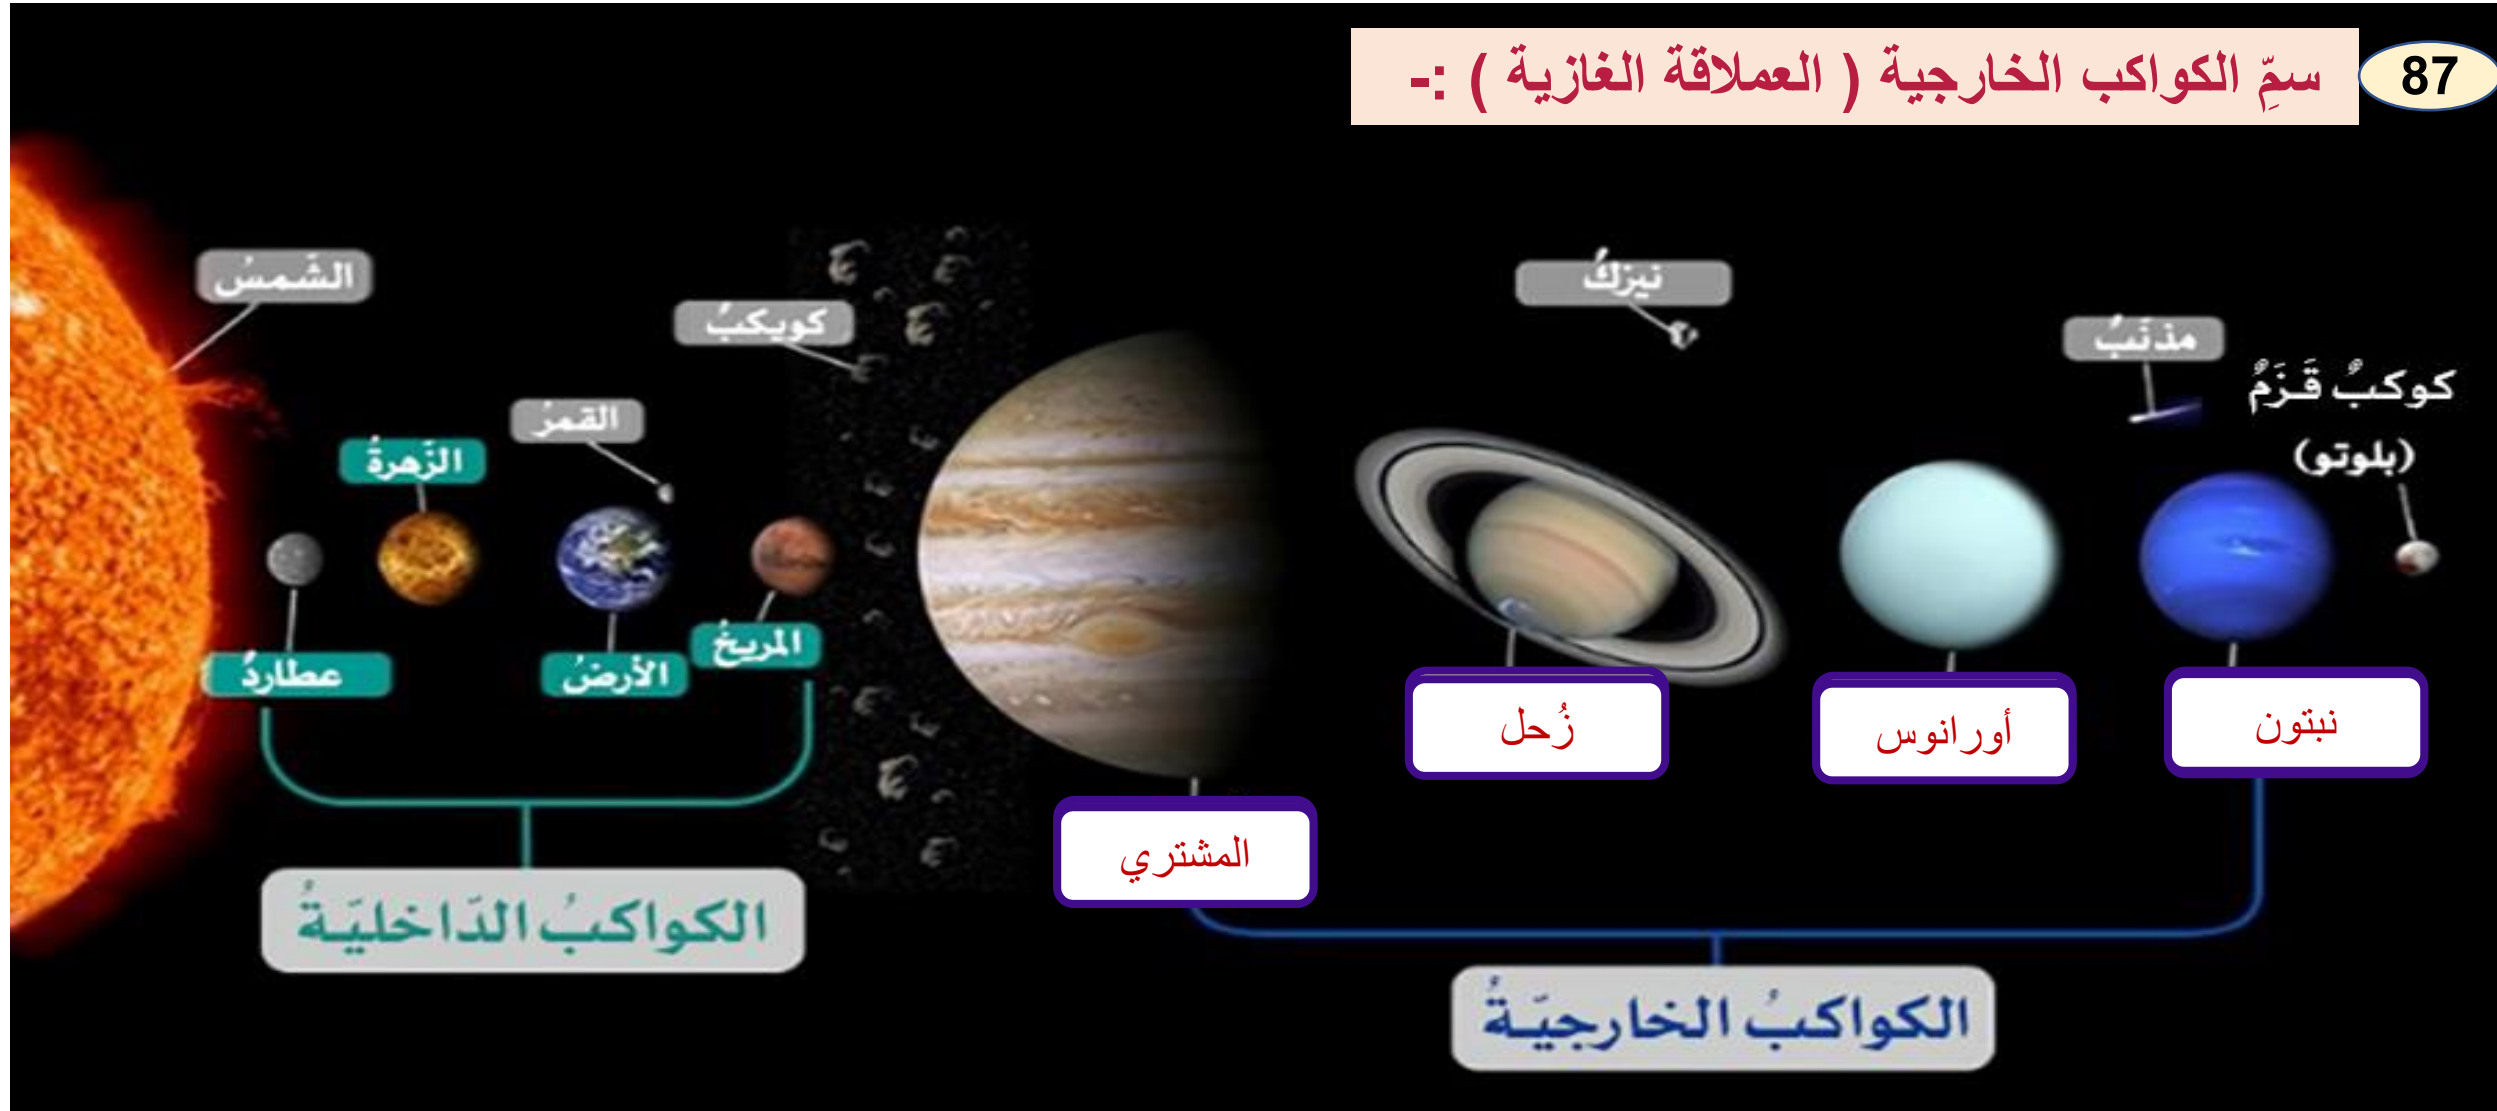 87
سمِّ الكواكب الخارجية ( العملاقة الغازية ) :-
الشَمسُ
كويكبُ
القمرُ
الزَهرةُ
عطاردُ
الأرضُ
المريخُ
نيزكُ
مذنَبُ
كوكبٌ قَزَمٌ
(بلوتو)
نبتون
أورانوس
زُحل
المشتري
الكواكبُ الدَاخليَةُ
الكواكبُ الخارجيَةُ